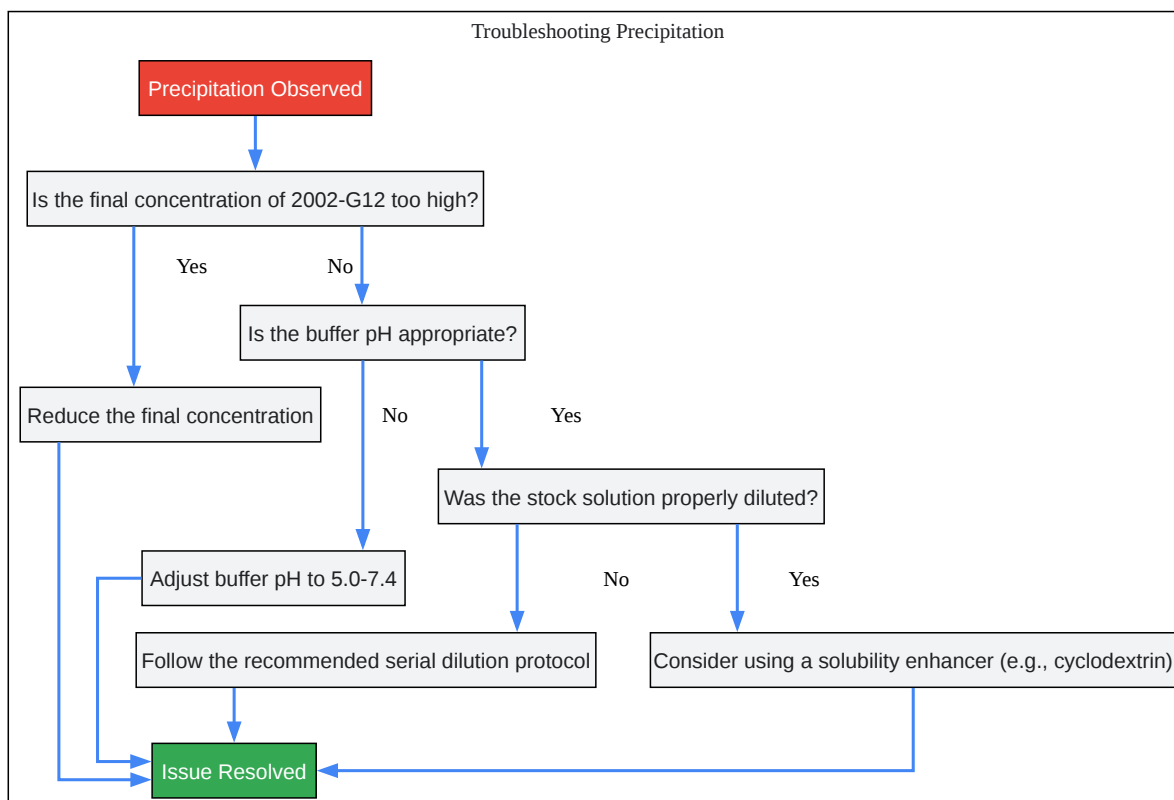 Troubleshooting Precipitation
Precipitation Observed
Is the final concentration of 2002-G12 too high?
Yes
No
Is the buffer pH appropriate?
Reduce the final concentration
No
Yes
Was the stock solution properly diluted?
Adjust buffer pH to 5.0-7.4
No
Yes
Follow the recommended serial dilution protocol
Consider using a solubility enhancer (e.g., cyclodextrin)
Issue Resolved